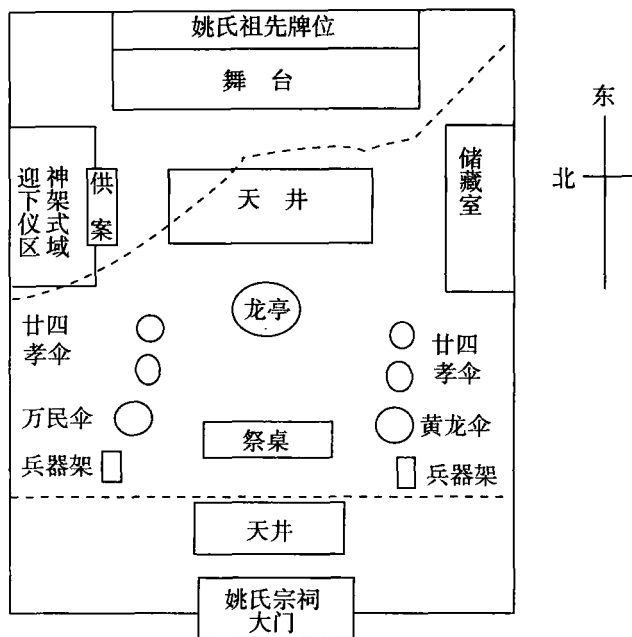 姚氏祖先牌位
舞 台
东
北
神架式域
迎下仪区
供案
天 井
储藏室
龙亭
廿四
孝伞
廿四
孝伞
万民伞
祭桌
黄龙伞
兵器架
兵器架
天井
姚氏宗祠
大门